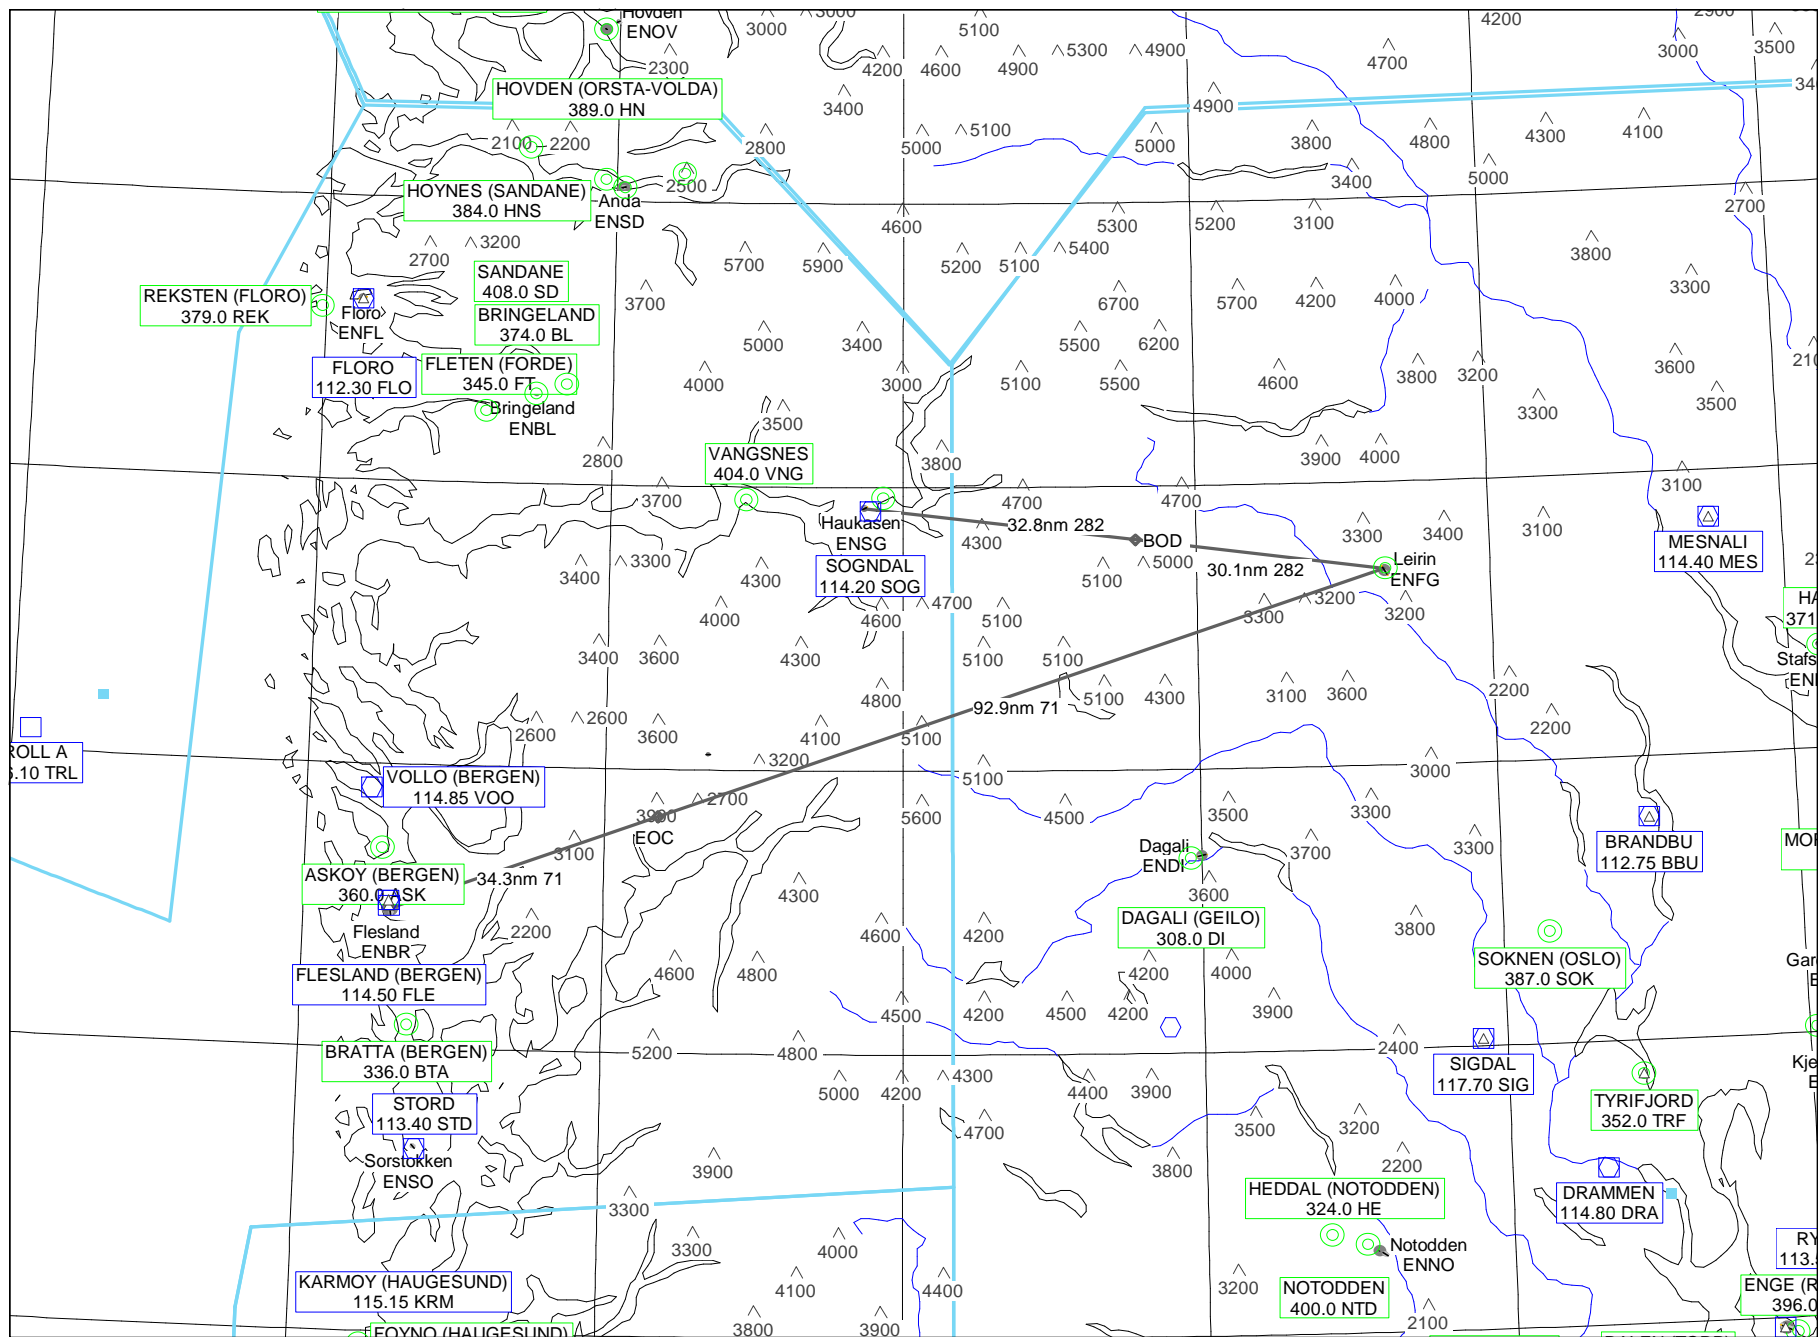 Hovden
ENOV
3000
3000
5100
4200
2900
2300
4200
4600
4900
5300
4900
4700
3000
3500
HOVDEN (ORSTA-VOLDA)
389.0 HN
3400
4900
2100
2200
2800
5000
5100
5000
3800
4800
4300
4100
HOYNES (SANDANE)
384.0 HNS
2500
Anda
ENSD
4600
5300
5200
3100
3400
5000
2700
2700
3200
5700
5900
5200
5100
5400
3800
SANDANE
408.0 SD
REKSTEN (FLORO)
379.0 REK
Floro
ENFL
BRINGELAND
374.0 BL
3700
6700
5700
4200
4000
3300
5000
3400
5500
6200
FLORO
112.30 FLO
FLETEN (FORDE)
345.0 FT
4000
3000
5100
5500
4600
3800
3200
3600
Bringeland
ENBL
3500
3300
3500
2800
VANGSNES
404.0 VNG
3800
3900
4000
3700
4700
4700
3100
Haukasen
ENSG
32.8nm 282
4300
BOD
3300
3400
3100
MESNALI
114.40 MES
SOGNDAL
114.20 SOG
3400
3300
4300
5100
5000
30.1nm 282
Leirin
ENFG
4000
4600
4700
5100
3300
3200
3200
371
3400
3600
4300
5100
5100
4800
5100
4300
3100
3600
2200
92.9nm 71
2600
2600
3600
4100
5100
2200
ROLL A
TRL
3200
5100
3000
VOLLO (BERGEN)
114.85 VOO
3900
2700
EOC
5600
4500
3500
3300
3100
Dagali
ENDI
3700
3300
BRANDBU
112.75 BBU
ASKOY (BERGEN)
360.0 ASK
34.3nm 71
4300
3600
Flesland
ENBR
2200
4600
4200
DAGALI (GEILO)
308.0 DI
3800
SOKNEN (OSLO)
387.0 SOK
FLESLAND (BERGEN)
114.50 FLE
4600
4800
4200
4000
4500
4200
4500
4200
3900
BRATTA (BERGEN)
336.0 BTA
5200
4800
2400
SIGDAL
117.70 SIG
STORD
113.40 STD
5000
4200
4300
4400
3900
TYRIFJORD
352.0 TRF
4700
3500
3200
Sorstokken
ENSO
3900
3800
2200
HEDDAL (NOTODDEN)
324.0 HE
DRAMMEN
114.80 DRA
3300
3300
4000
Notodden
ENNO
KARMOY (HAUGESUND)
115.15 KRM
4100
4400
3200
NOTODDEN
400.0 NTD
ENGE
396.0
FOYNO (HAUGESUND)
3800
3900
2100